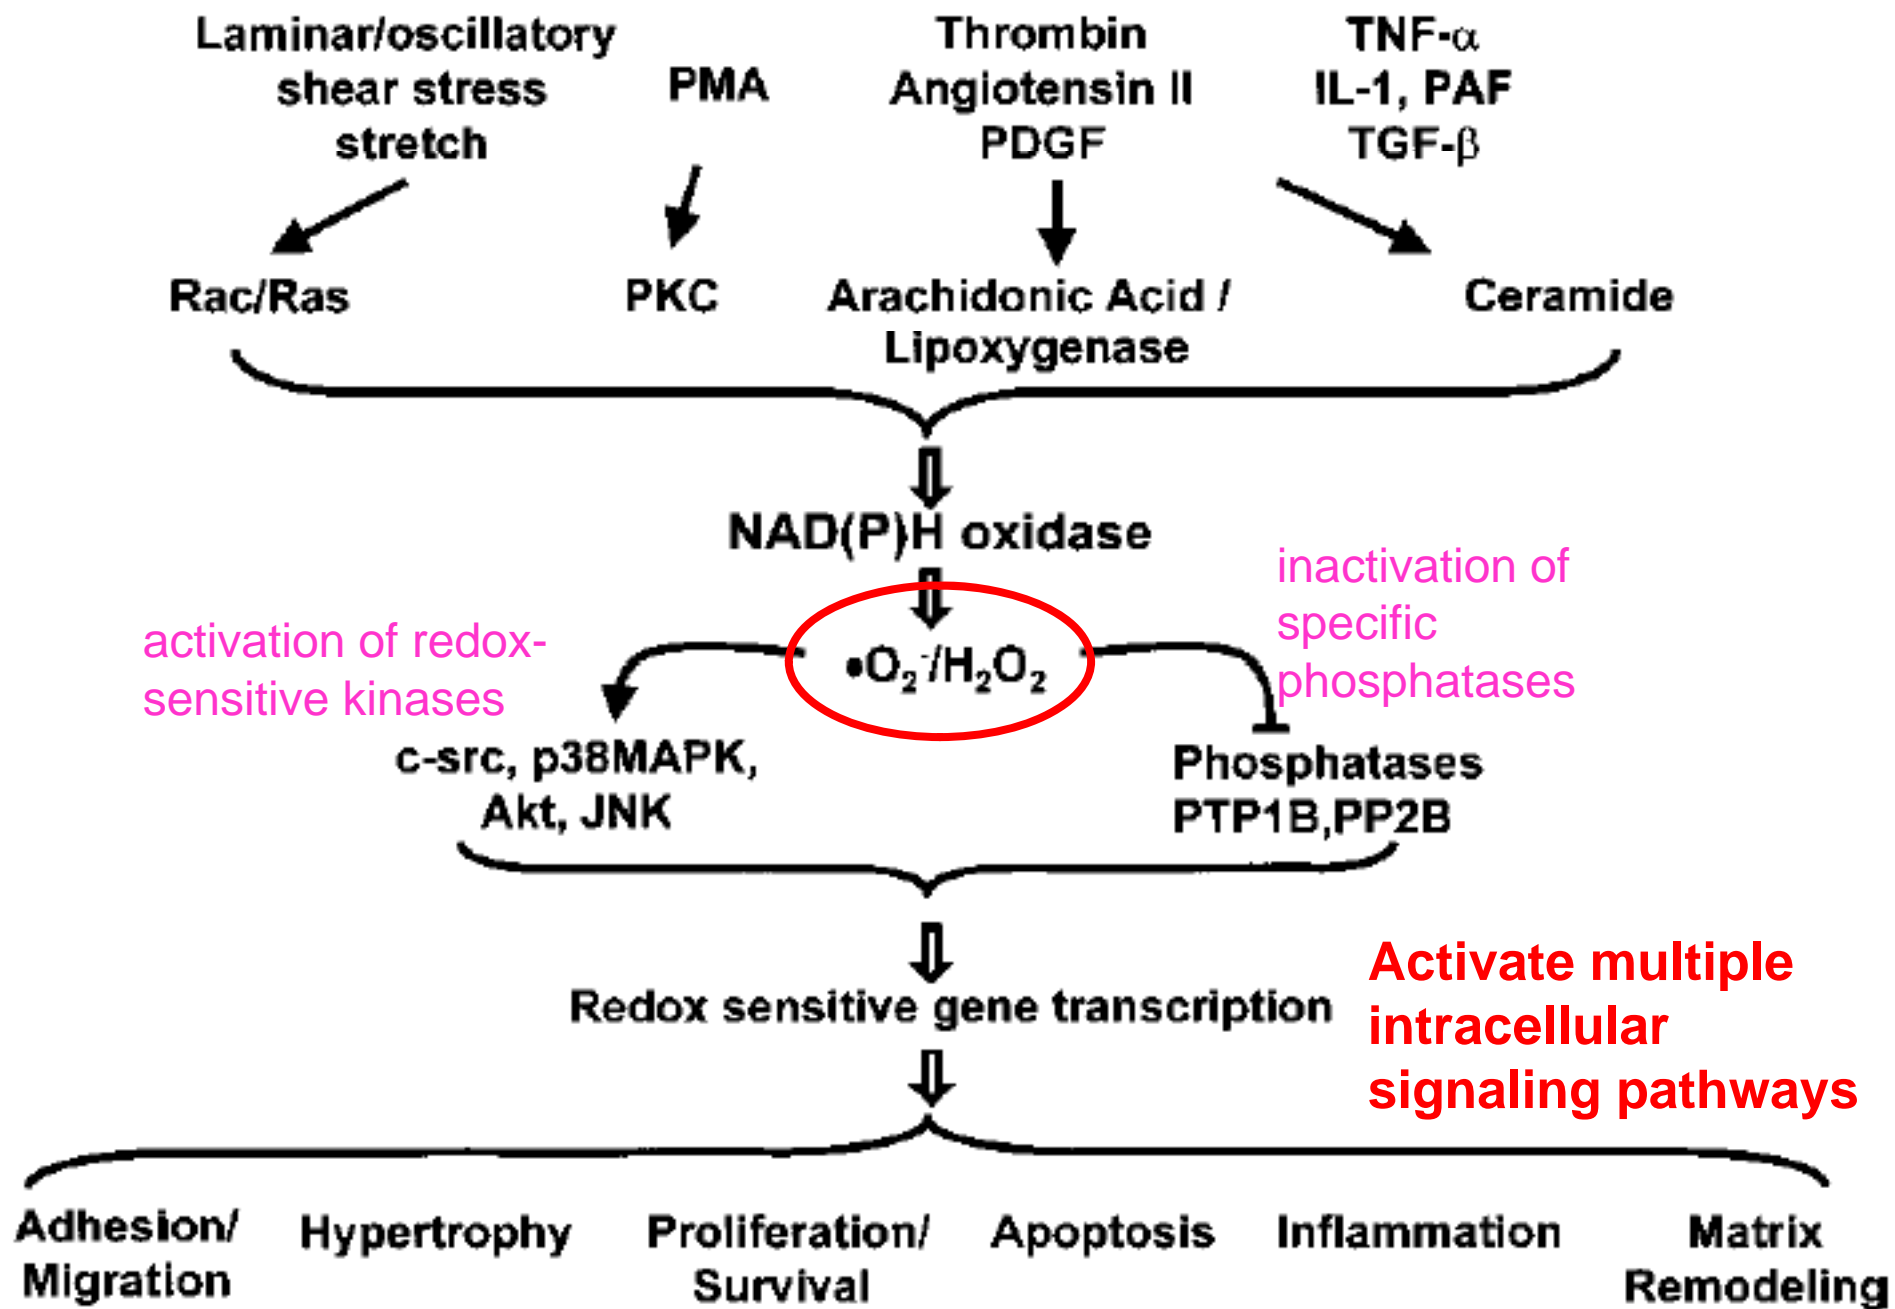 Laminar/oscillatory
shear stress
stretch
PMA
Thrombin
Angiotensin II
PDGF
TNF-α
IL-1, PAF
TGF-β
Rac/Ras
PKC
Arachidonic Acid /
Lipoxygenase
Ceramide
NAD(P)H oxidase
activation of redox-
sensitive kinases
•O₂⁻/H₂O₂
inactivation of
specific
phosphatases
c-src, p38MAPK,
Akt, JNK
Phosphatases
PTP1B,PP2B
Redox sensitive gene transcription
Activate multiple
intracellular
signaling pathways
Adhesion/
Migration
Hypertrophy
Proliferation/
Survival
Apoptosis
Inflammation
Matrix
Remodeling